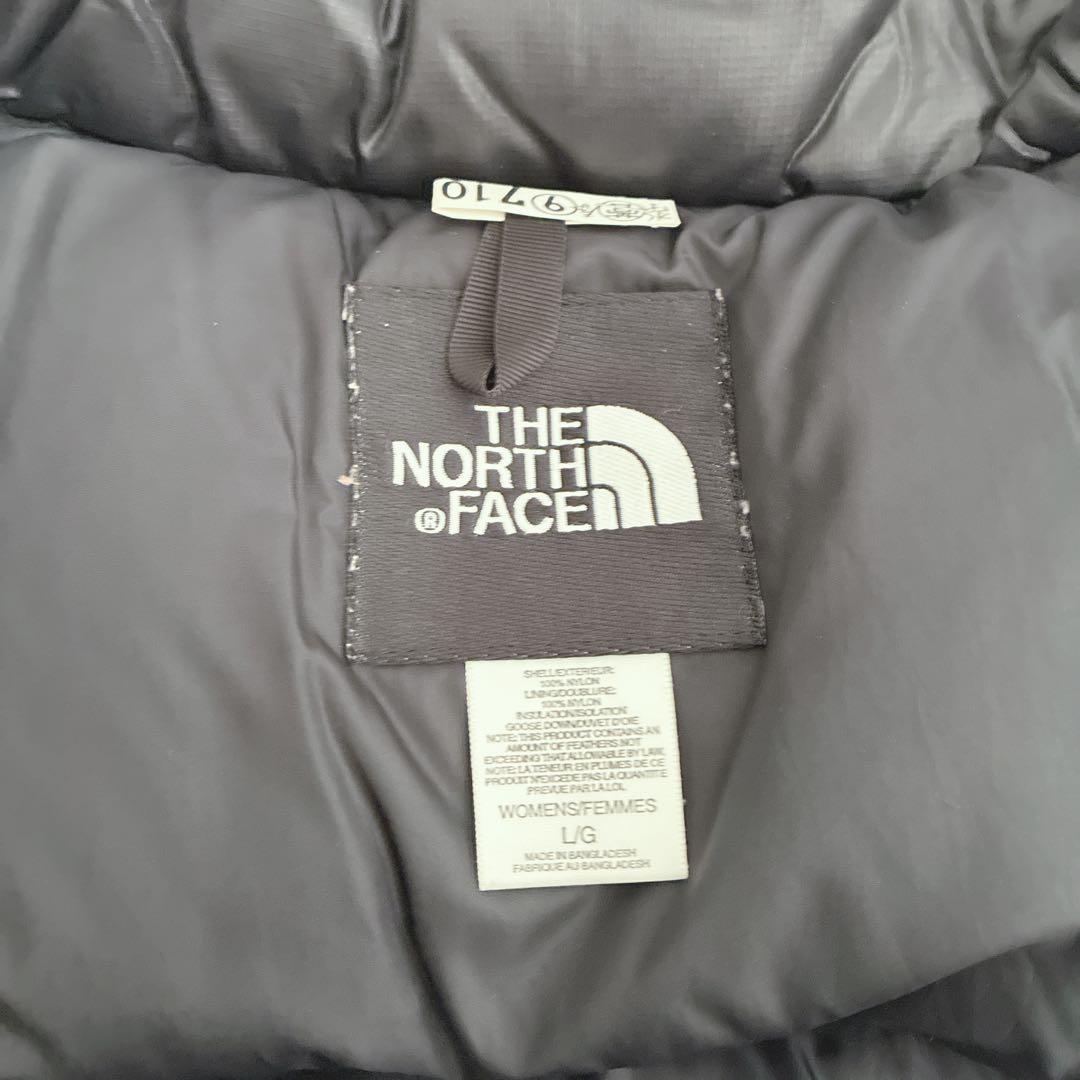 710
THE
NORTH
®FACE
SHELL/EXTERIEUR:
100% NYLON
LINING/DOUBLURE:
100% NYLON
INSULATION/ISOLATION:
GOOSE DOWN/DUVET D'OIE
NOTE: THIS PRODUCT CONTAINS AN
AMOUNT OF FEATHERS NOT
EXCEEDING THAT ALLOWABLE BY LAW.
NOTE: LA TENEUR EN PLUMES DE CE
PRODUIT N'EXCEDE PAS LA QUANTITE
PREVUE PAR LA LOI.
WOMENS/FEMMES
L/G
MADE IN BANGLADESH
FABRIQUE AU BANGLADESH